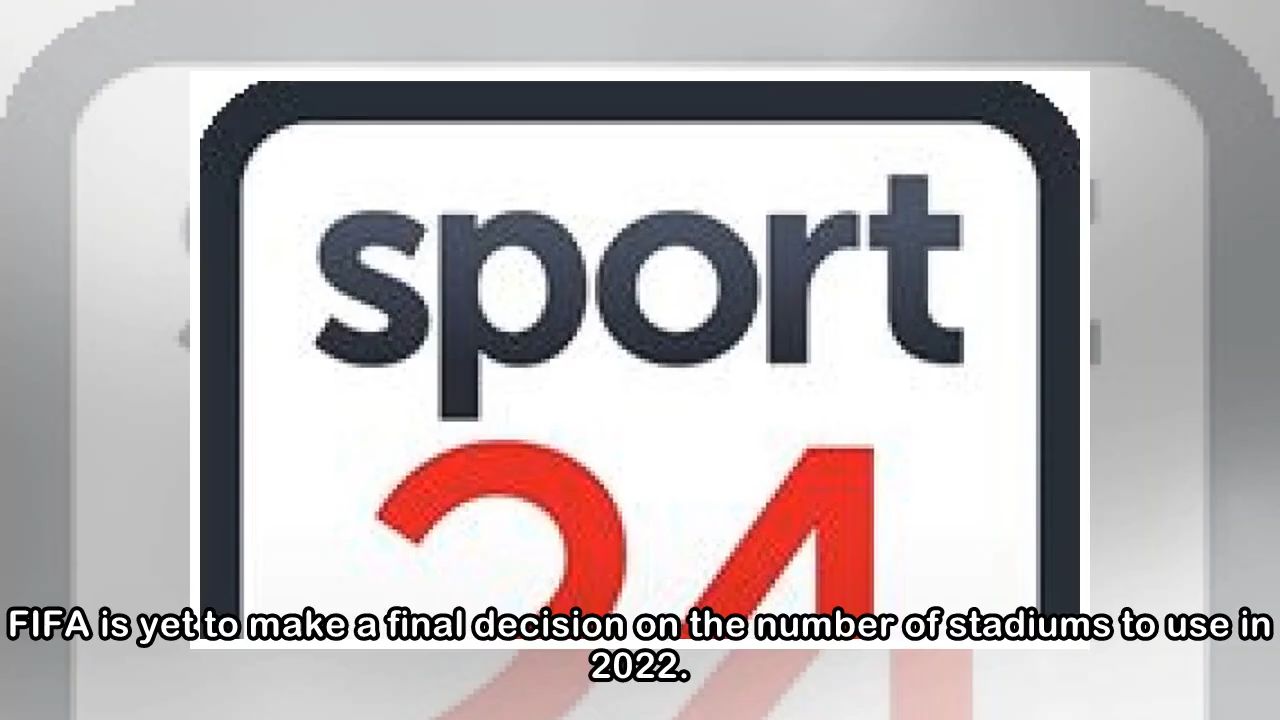 sport
24
FIFA is yet to make a final decision on the number of stadiums to use in
2022.